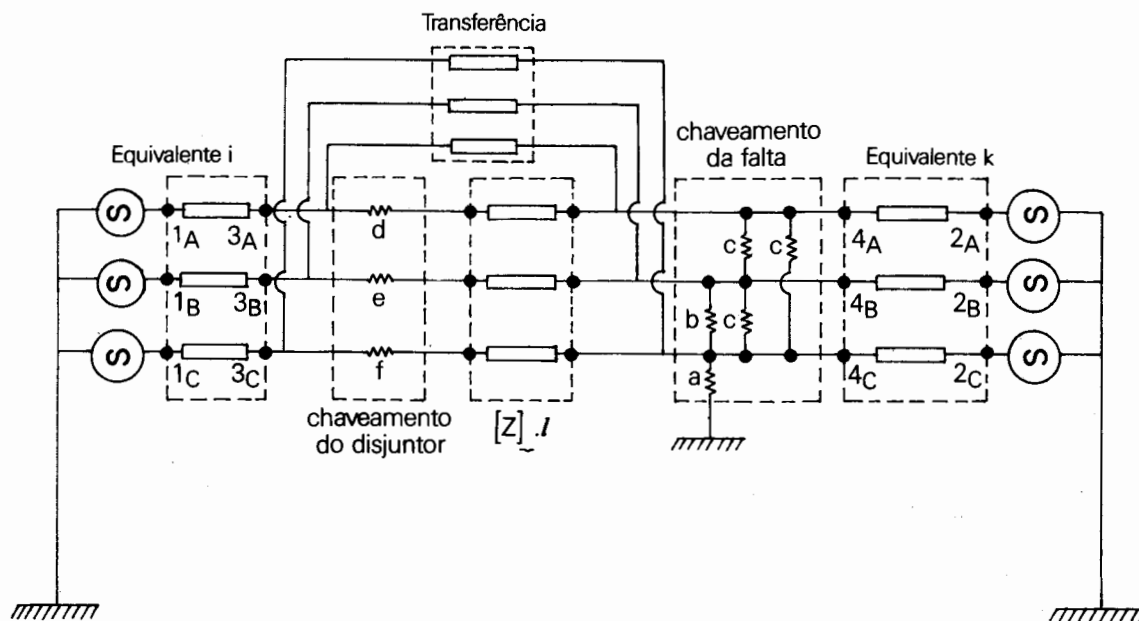 Transferência
chaveamento
da falta
Equivalente i
Equivalente k
S
S
1A 3A
d
c c
4A 2A
S
S
1B 3B
e
b c
4B 2B
S
S
1C 3C
f
a
4C 2C
chaveamento
do disjuntor
[Z] . l